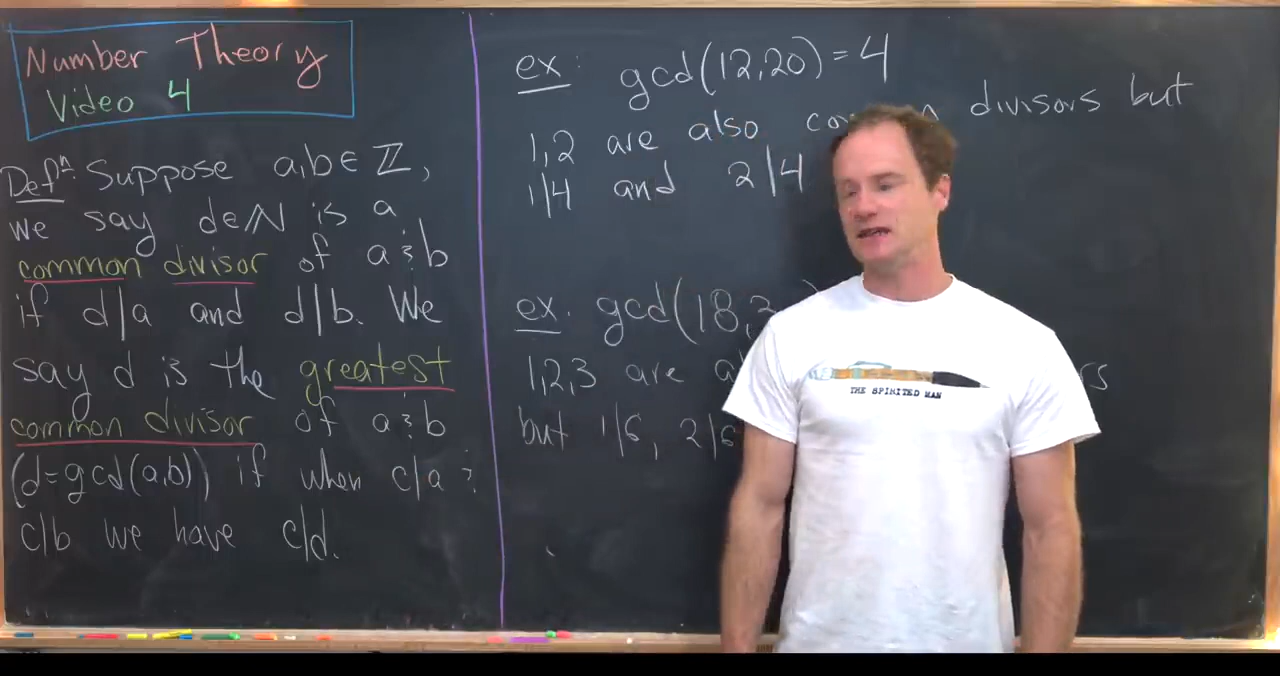 Number Theory
Video 4
Defⁿ: Suppose a,b ∈ ℤ,
we say d ∈ ℕ is a
common divisor of a & b
if d|a and d|b. We
say d is the greatest
common divisor of a & b
(d=gcd(a,b)) if when c|a &
c|b we have c|d.
ex: gcd(12,20) = 4
1,2 are also divisors but
1|4 and 2|4
ex. gcd(18,3
1,2,3 are
but 1|6, 2|6
THE SPIRITED MAN